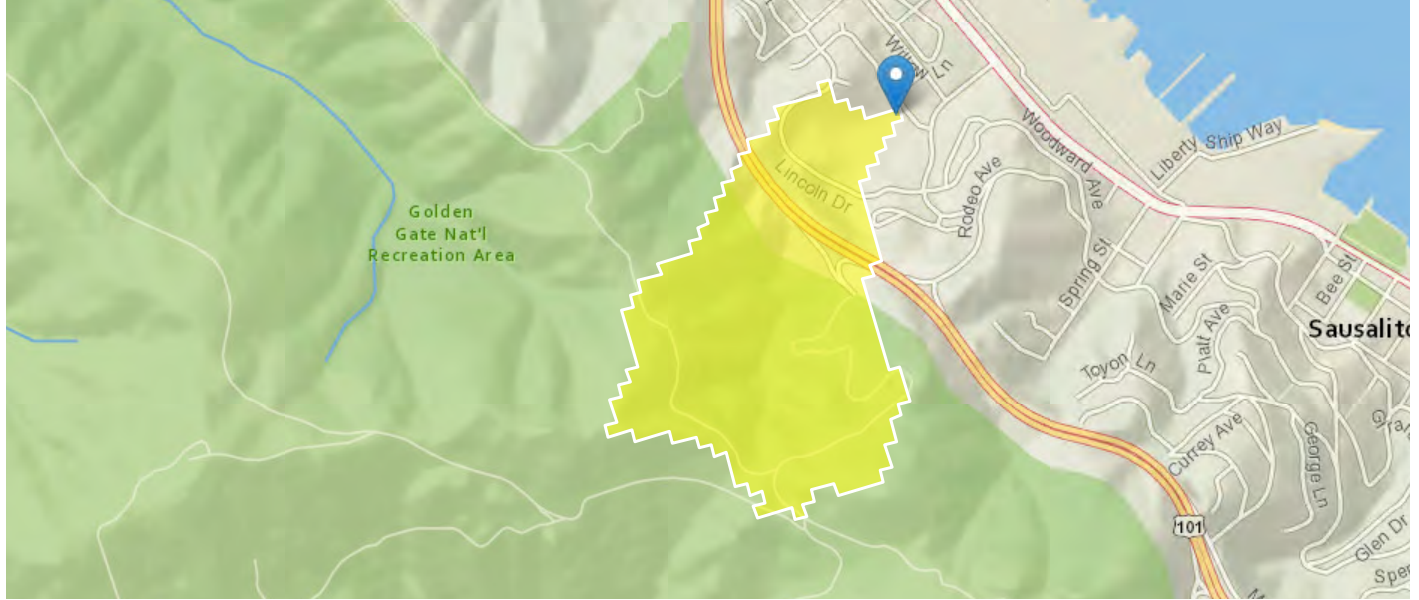 Willow Ln
Woodward Ave
Liberty Ship Way
Lincoln Dr
Rodeo Ave
Golden
Gate Nat'l
Recreation Area
Spring St
Marie St
Bee St
Platt Ave
Sausalito
Toyon Ln
Currey Ave
George Ln
101
Glen Dr